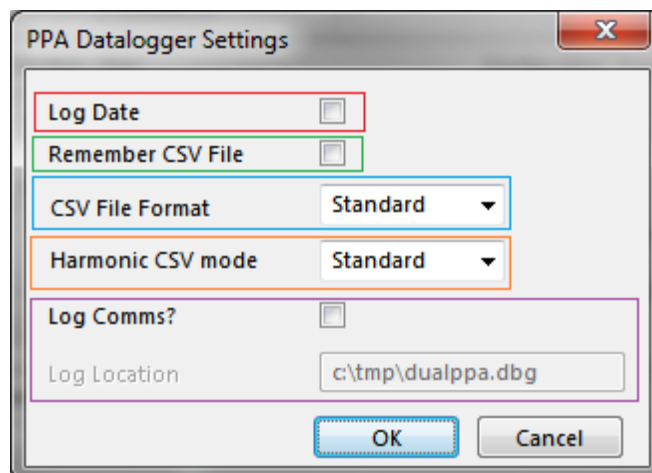 PPA Datalogger Settings
Log Date
Remember CSV File
CSV File Format Standard
Harmonic CSV mode Standard
Log Comms?
Log Location c:\tmp\dualppa.dbg
OK Cancel